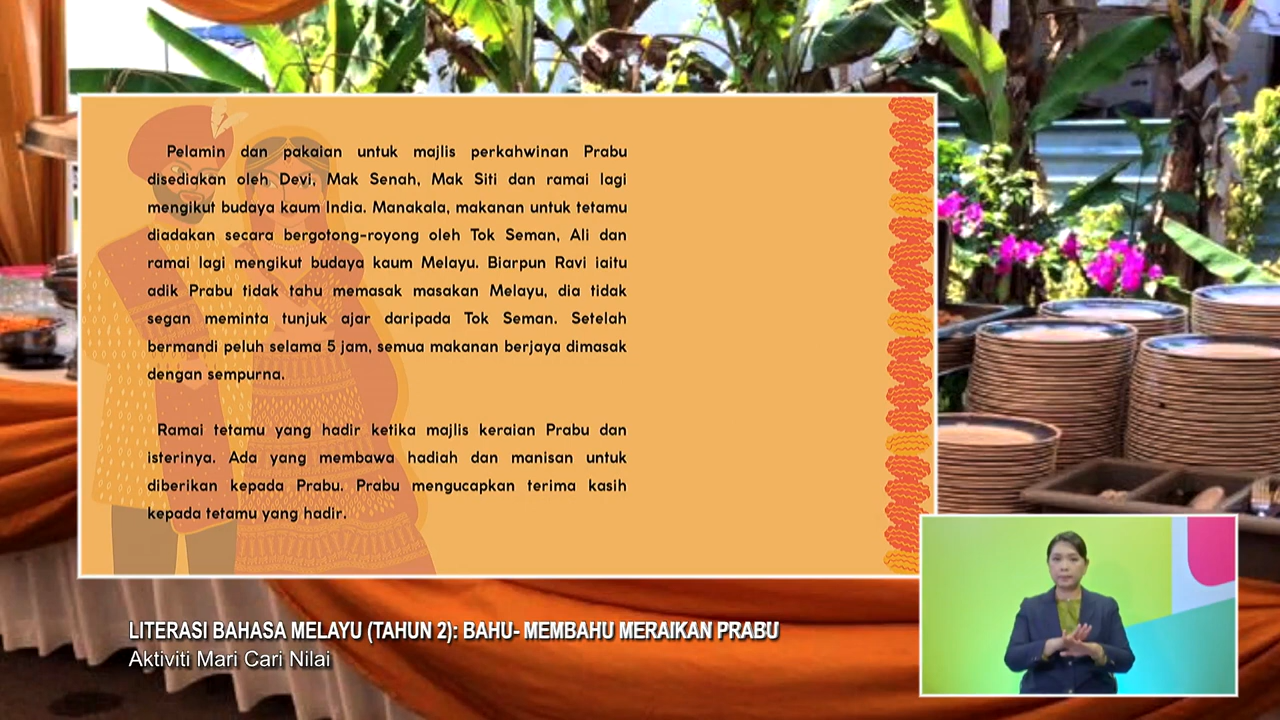 Pelamin dan pakaian untuk majlis perkahwinan Prabu
disediakan oleh Devi, Mak Senah, Mak Siti dan ramai lagi
mengikut budaya kaum India. Manakala, makanan untuk tetamu
diadakan secara bergotong-royong oleh Tok Seman, Ali dan
ramai lagi mengikut budaya kaum Melayu. Biarpun Ravi iaitu
adik Prabu tidak tahu memasak masakan Melayu, dia tidak
segan meminta tunjuk ajar daripada Tok Seman. Setelah
bermandi peluh selama 5 jam, semua makanan berjaya dimasak
dengan sempurna.
Ramai tetamu yang hadir ketika majlis keraian Prabu dan
isterinya. Ada yang membawa hadiah dan manisan untuk
diberikan kepada Prabu. Prabu mengucapkan terima kasih
kepada tetamu yang hadir.
LITERASI BAHASA MELAYU (TAHUN 2): BAHU- MEMBAHU MERAIKAN PRABU
Aktiviti Mari Cari Nilai